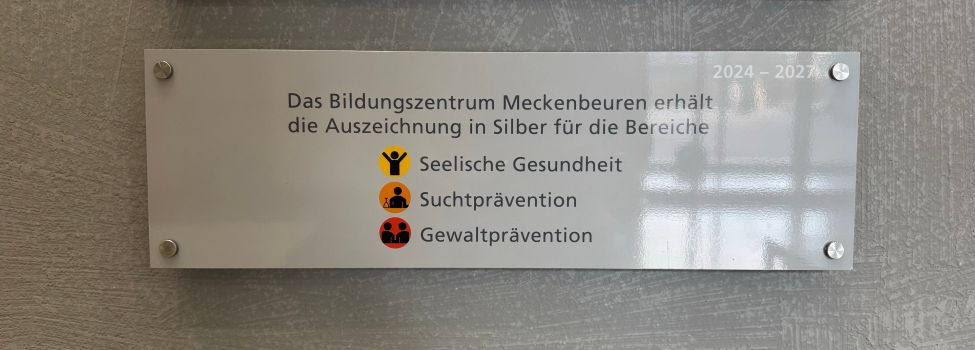 2024 – 2027
Das Bildungszentrum Meckenbeuren erhält
die Auszeichnung in Silber für die Bereiche
Seelische Gesundheit
Suchtprävention
Gewaltprävention